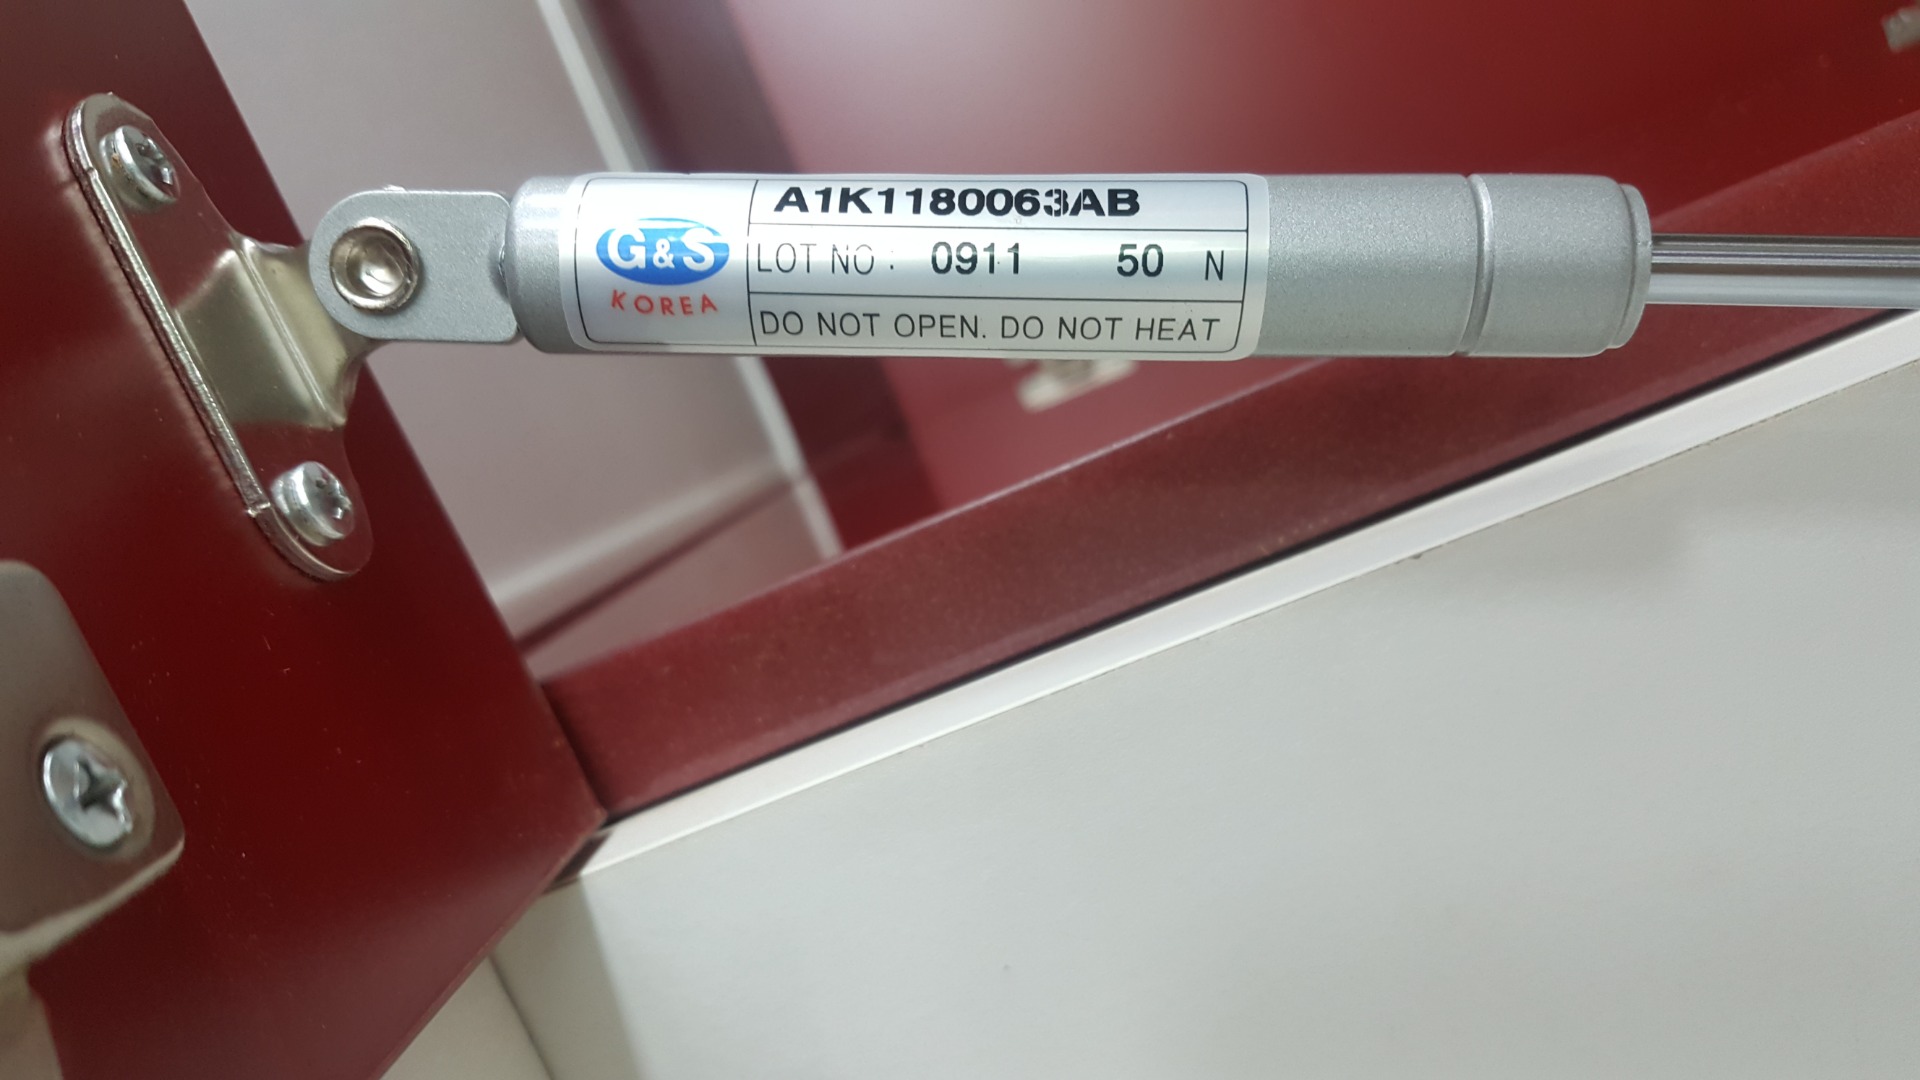 A1K1180063AB
G&S
KOREA
LOT NO : 0911 50 N
DO NOT OPEN. DO NOT HEAT